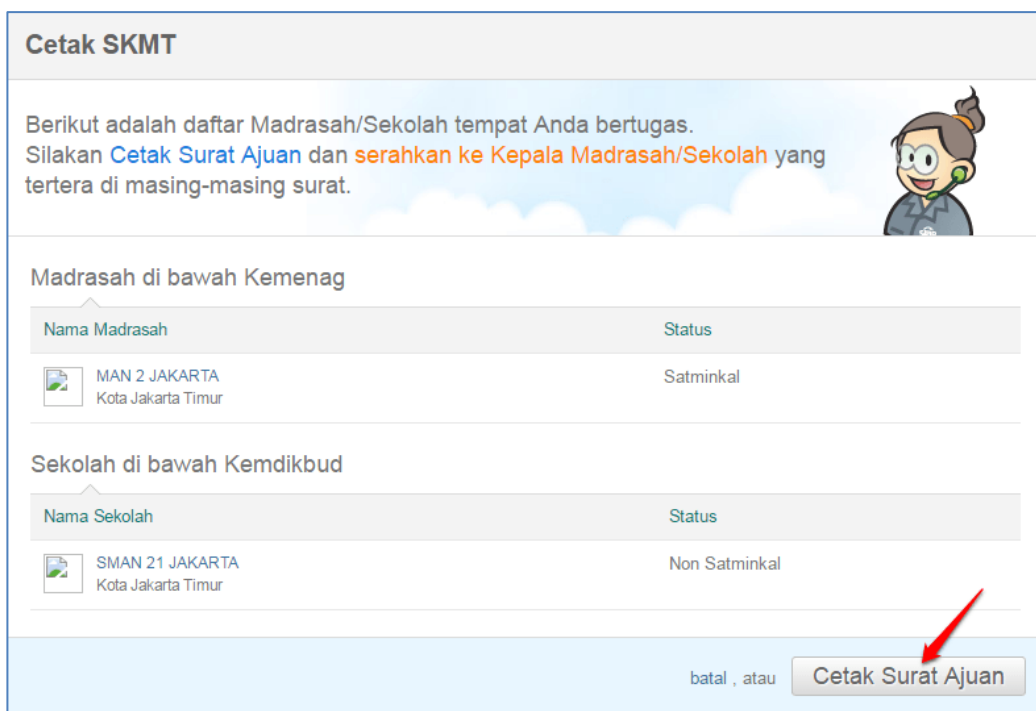 Cetak SKMT
Berikut adalah daftar Madrasah/Sekolah tempat Anda bertugas.
Silakan Cetak Surat Ajuan dan serahkan ke Kepala Madrasah/Sekolah yang
tertera di masing-masing surat.
Madrasah di bawah Kemenag
Nama Madrasah Status
MAN 2 JAKARTA Satminkal
Kota Jakarta Timur
Sekolah di bawah Kemdikbud
Nama Sekolah Status
SMAN 21 JAKARTA Non Satminkal
Kota Jakarta Timur
batal , atau Cetak Surat Ajuan